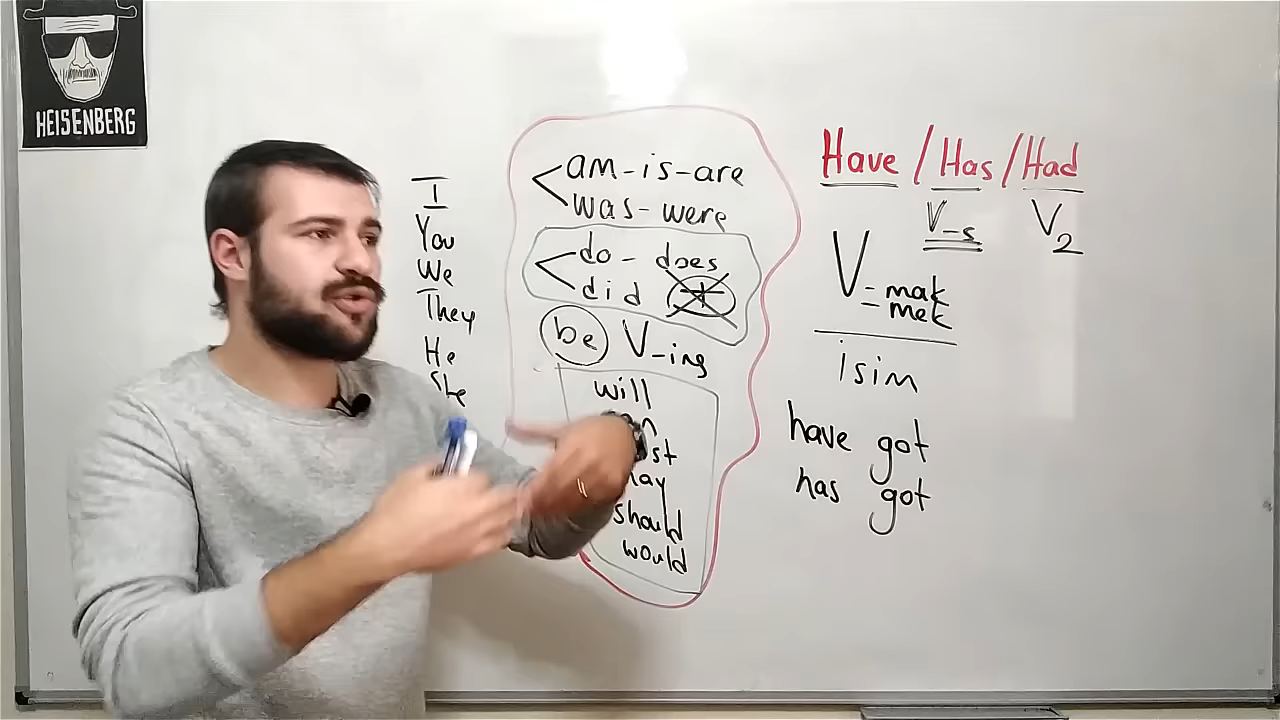 HEISENBERG
I
You
We
They
He
She
am-is-are
was-were
do - does
did +
be V-ing
will
should
would
Have / Has / Had
V-s V2
V-mak
-mek
isim
have got
has got